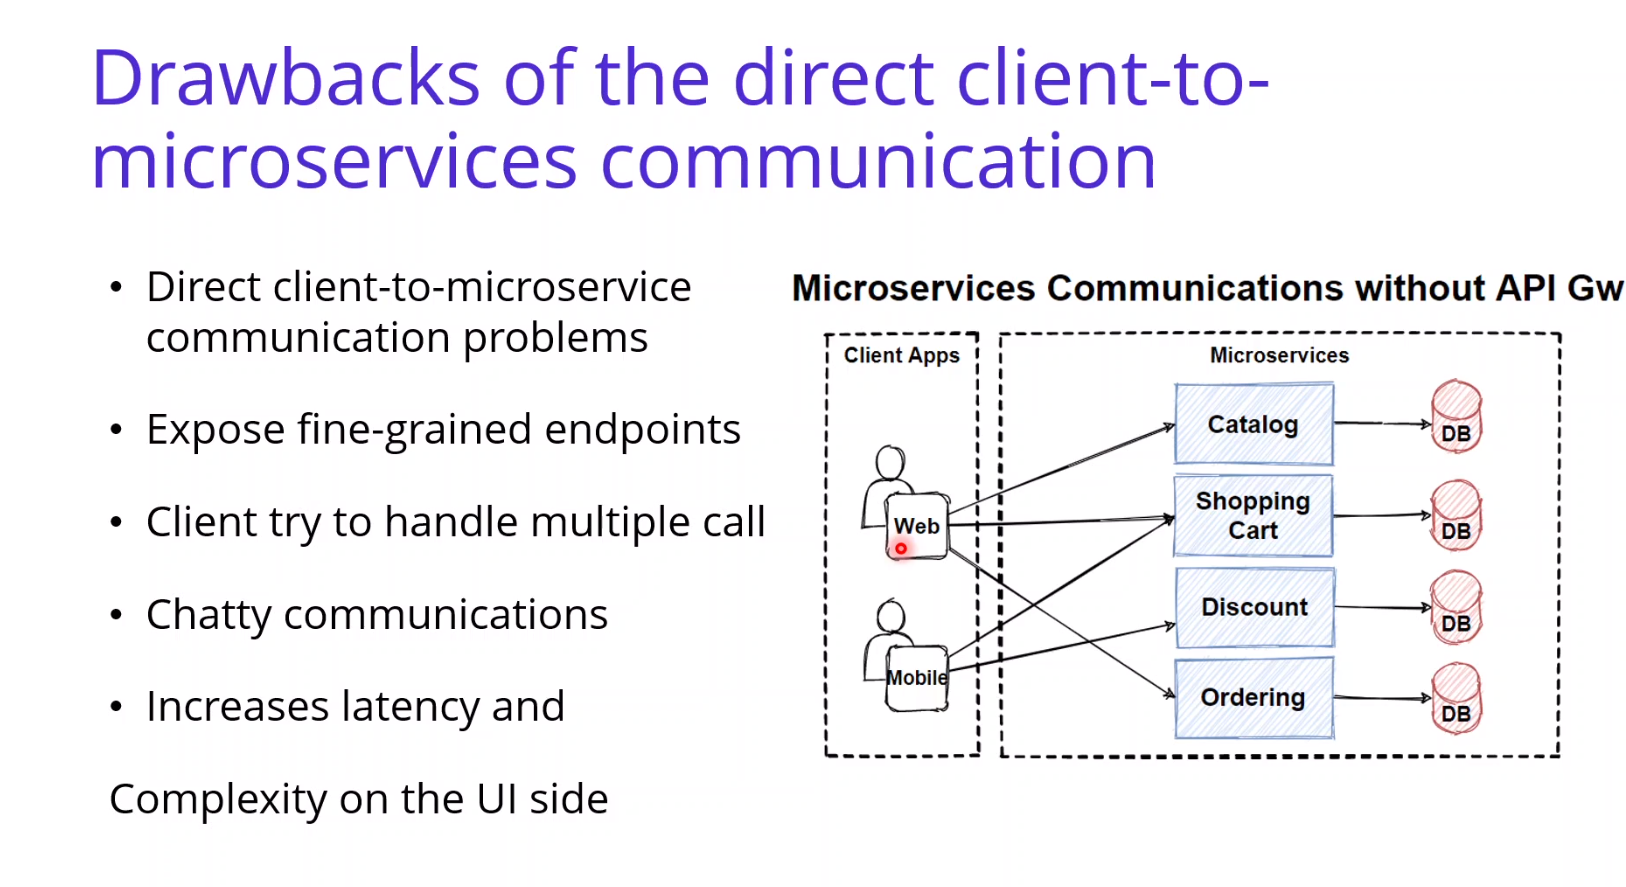 Drawbacks of the direct client-to-
microservices communication
• Direct client-to-microservice
communication problems
• Expose fine-grained endpoints
• Client try to handle multiple call
• Chatty communications
• Increases latency and
Complexity on the UI side
Microservices Communications without API Gw
Client Apps
Web
Mobile
Microservices
Catalog
DB
Shopping
Cart
DB
Discount
DB
Ordering
DB